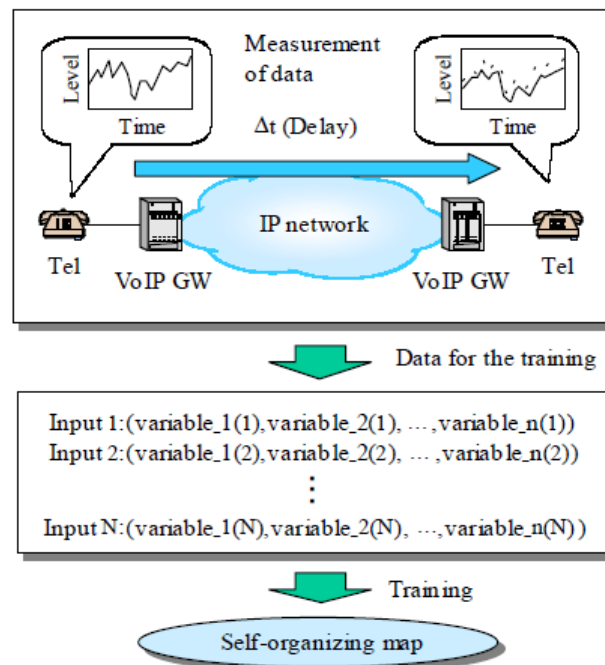 Measurement
of data
Level
Time
Level
Time
Δt (Delay)
IP network
Tel
VoIP GW
VoIP GW
Tel
Data for the training
Input 1:(variable_1(1),variable_2(1), …,variable_n(1))
Input 2:(variable_1(2),variable_2(2), …,variable_n(2))
⋮
Input N:(variable_1(N),variable_2(N), …,variable_n(N))
Training
Self-organizing map